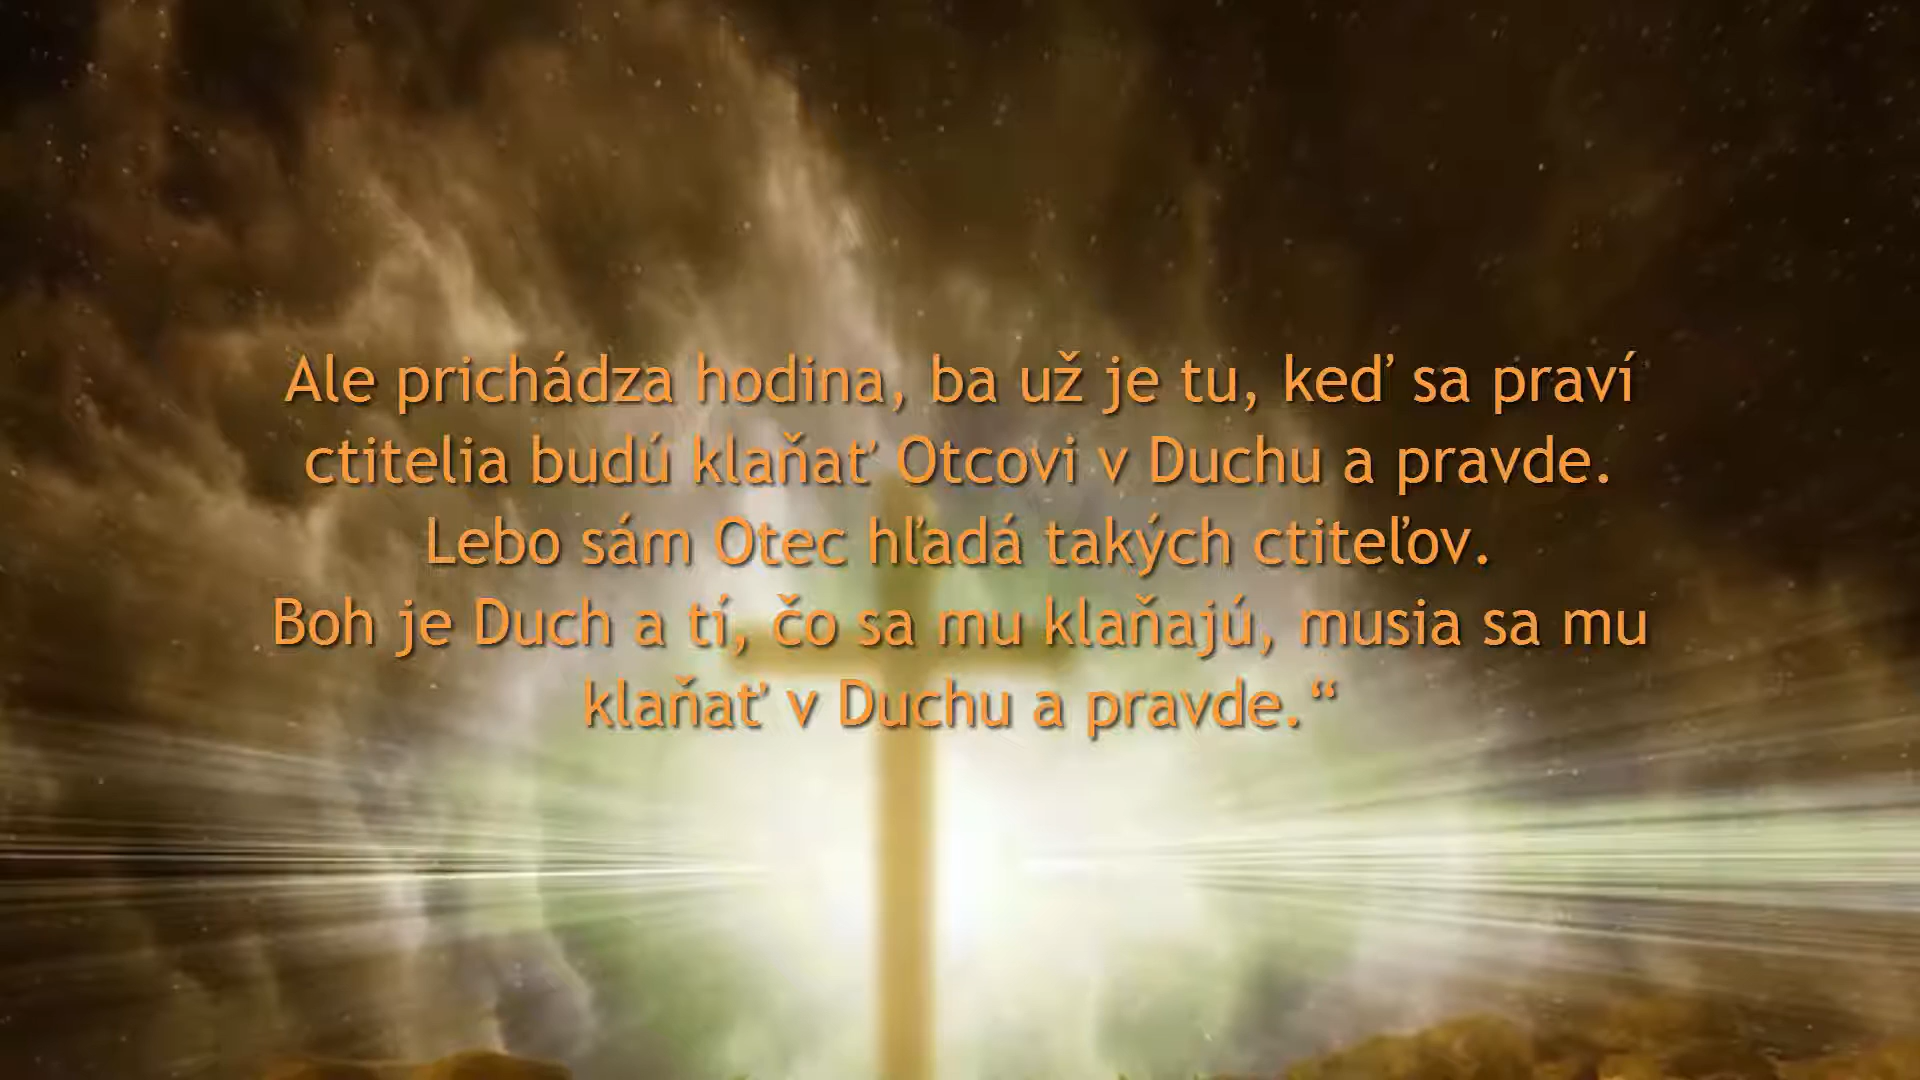 Ale prichádza hodina, ba už je tu, keď sa praví
ctitelia budú klaňať Otcovi v Duchu a pravde.
Lebo sám Otec hľadá takých ctiteľov.
Boh je Duch a tí, čo sa mu klaňajú, musia sa mu
klaňať v Duchu a pravde.“